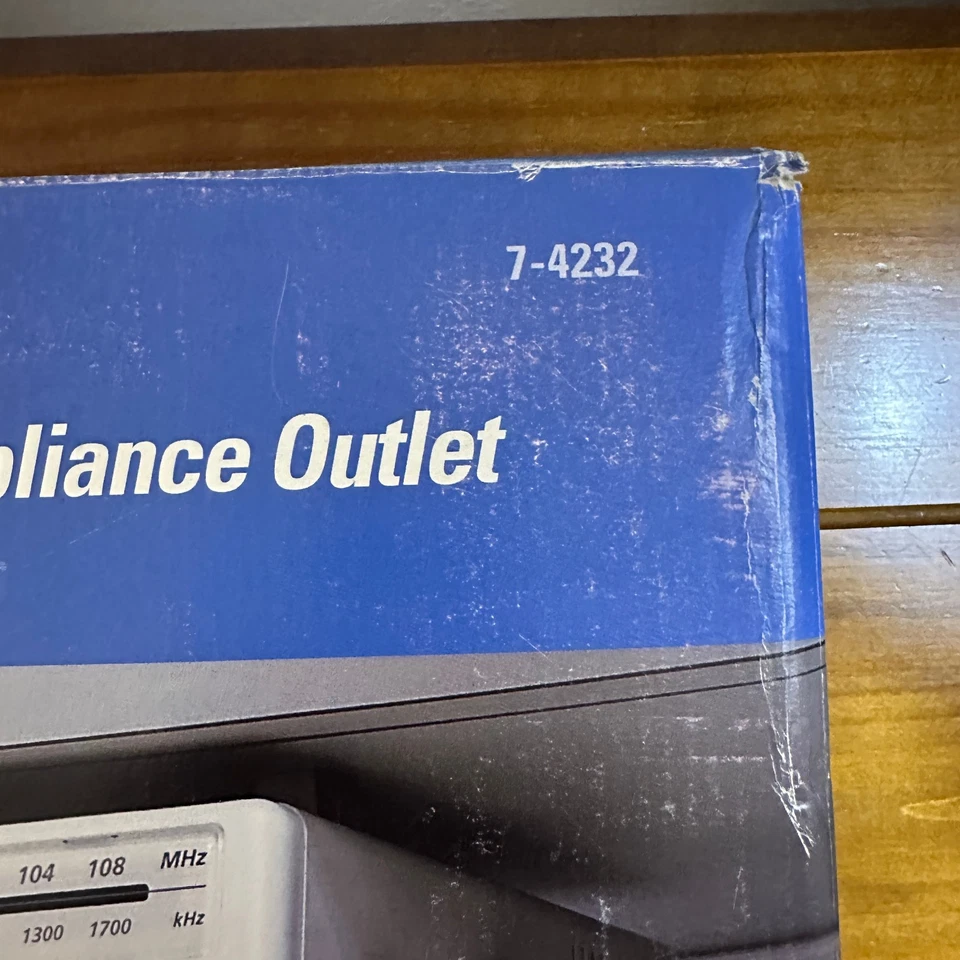 7-4232
pliance Outlet
104 108 MHz
1300 1700 kHz